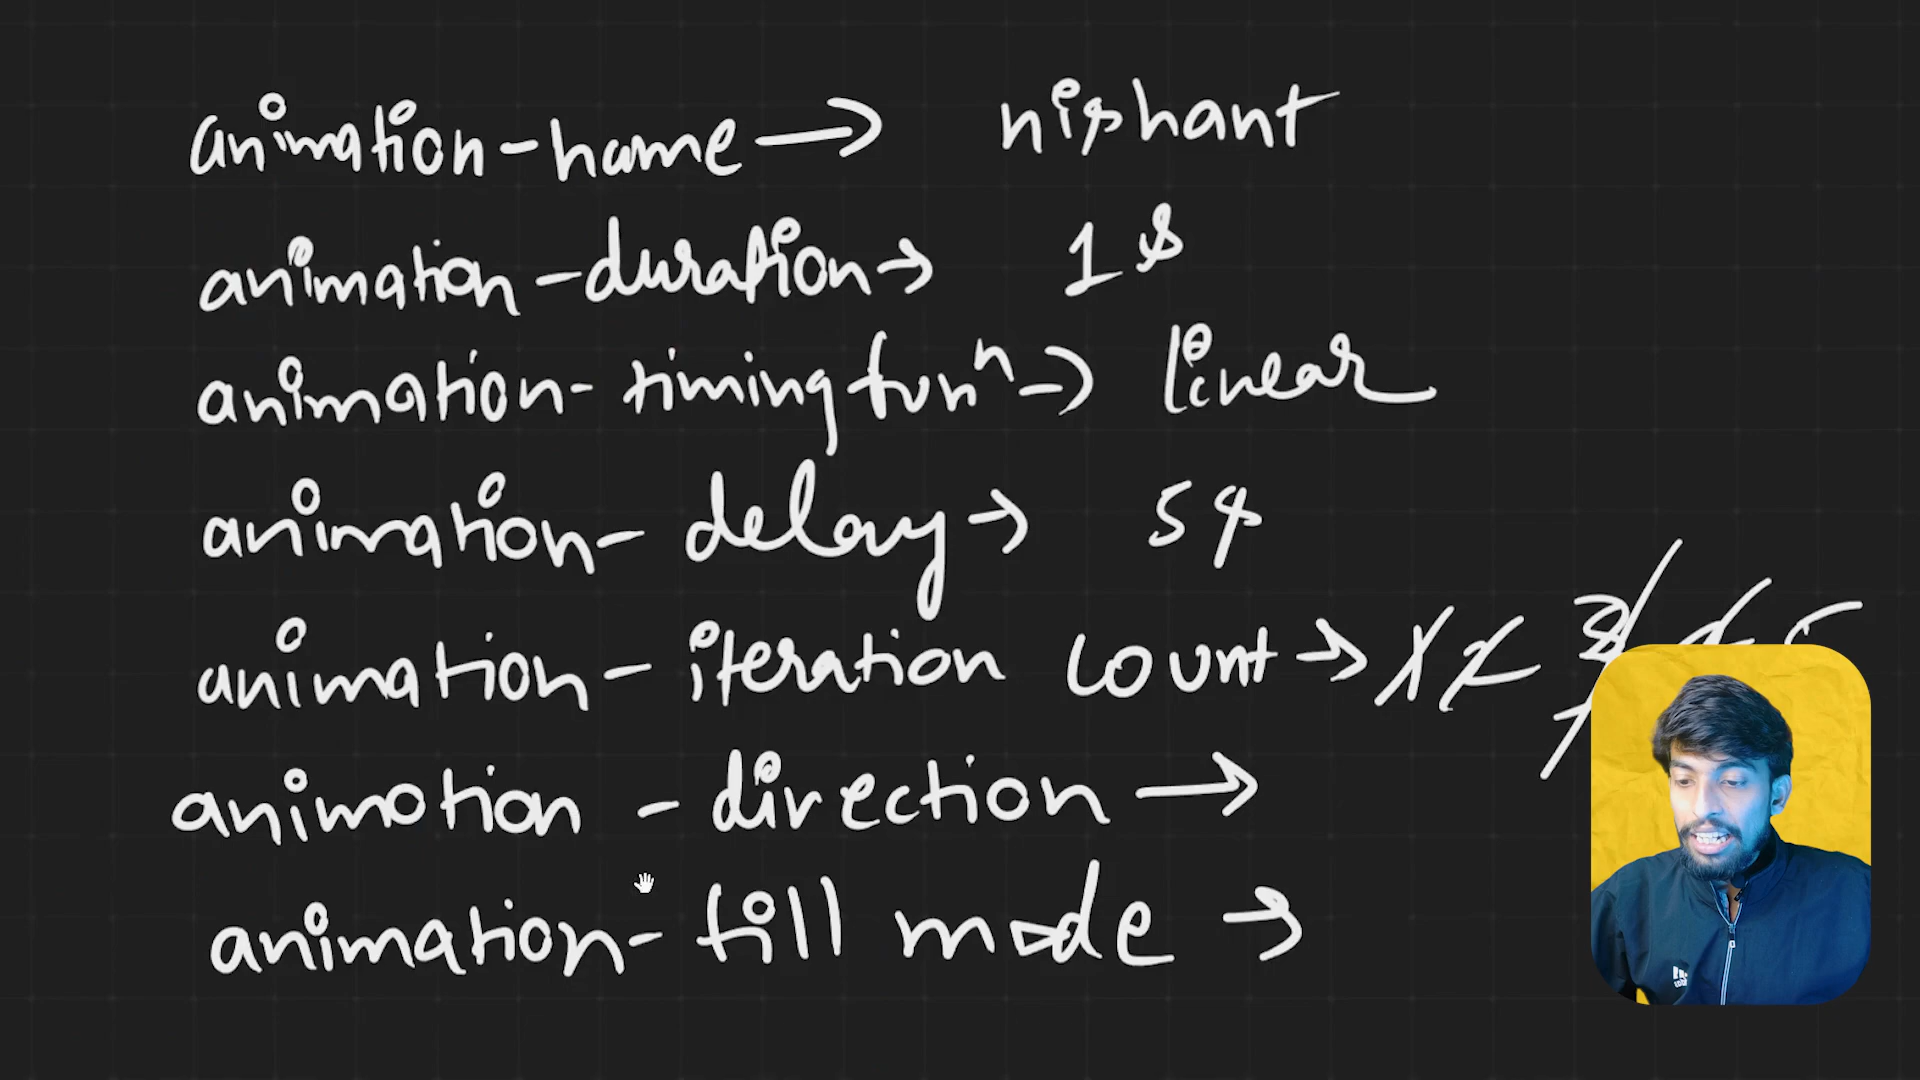 animation-name → nishant
animation-duration → 1s
animation-timing funⁿ → linear
animation-delay → 5s
animation-iteration count →
animation-direction →
animation-fill mode →